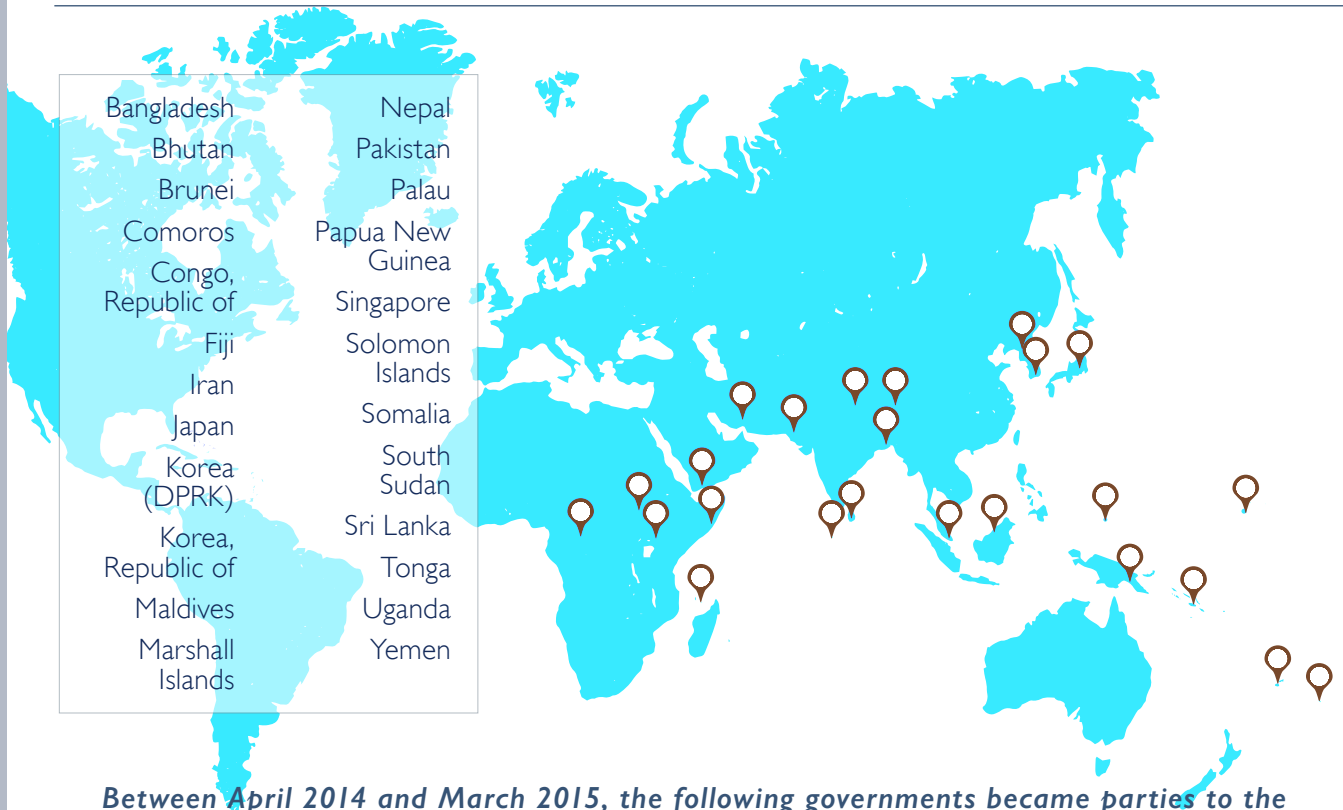 Bangladesh
Bhutan
Brunei
Comoros
Congo,
Republic of
Fiji
Iran
Japan
Korea
(DPRK)
Korea,
Republic of
Maldives
Marshall
Islands
Nepal
Pakistan
Palau
Papua New
Guinea
Singapore
Solomon
Islands
Somalia
South
Sudan
Sri Lanka
Tonga
Uganda
Yemen
Between April 2014 and March 2015, the following governments became parties to the